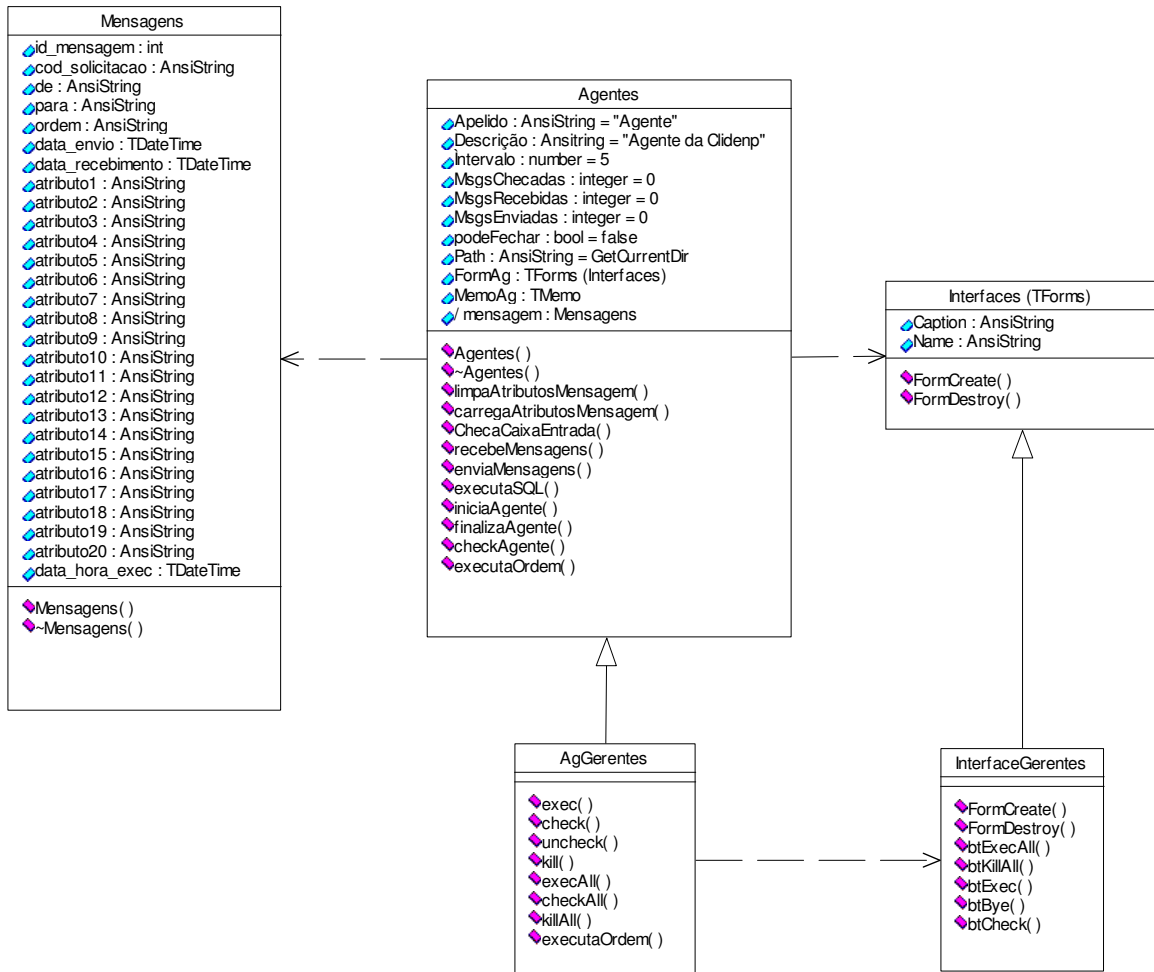 Mensagens
id_mensagem : int
cod_solicitacao : AnsiString
de : AnsiString
para : AnsiString
ordem : AnsiString
data_envio : TDateTime
data_recebimento : TDateTime
atributo1 : AnsiString
atributo2 : AnsiString
atributo3 : AnsiString
atributo4 : AnsiString
atributo5 : AnsiString
atributo6 : AnsiString
atributo7 : AnsiString
atributo8 : AnsiString
atributo9 : AnsiString
atributo10 : AnsiString
atributo11 : AnsiString
atributo12 : AnsiString
atributo13 : AnsiString
atributo14 : AnsiString
atributo15 : AnsiString
atributo16 : AnsiString
atributo17 : AnsiString
atributo18 : AnsiString
atributo19 : AnsiString
atributo20 : AnsiString
data_hora_exec : TDateTime
Mensagens( )
~Mensagens( )
Agentes
Apelido : AnsiString = "Agente"
Descrição : Ansitring = "Agente da Clidenp"
Intervalo : number = 5
MsgsChecadas : integer = 0
MsgsRecebidas : integer = 0
MsgsEnviadas : integer = 0
podeFechar : bool = false
Path : AnsiString = GetCurrentDir
FormAg : TForms (Interfaces)
MemoAg : TMemo
/ mensagem : Mensagens
Agentes( )
~Agentes( )
limpaAtributosMensagem( )
carregaAtributosMensagem( )
ChecaCaixaEntrada( )
recebeMensagens( )
enviaMensagens( )
executaSQL( )
iniciaAgente( )
finalizaAgente( )
checkAgente( )
executaOrdem( )
Interfaces (TForms)
Caption : AnsiString
Name : AnsiString
FormCreate( )
FormDestroy( )
AgGerentes
exec( )
check( )
uncheck( )
kill( )
execAll( )
checkAll( )
killAll( )
executaOrdem( )
InterfaceGerentes
FormCreate( )
FormDestroy( )
btExecAll( )
btKillAll( )
btExec( )
btBye( )
btCheck( )